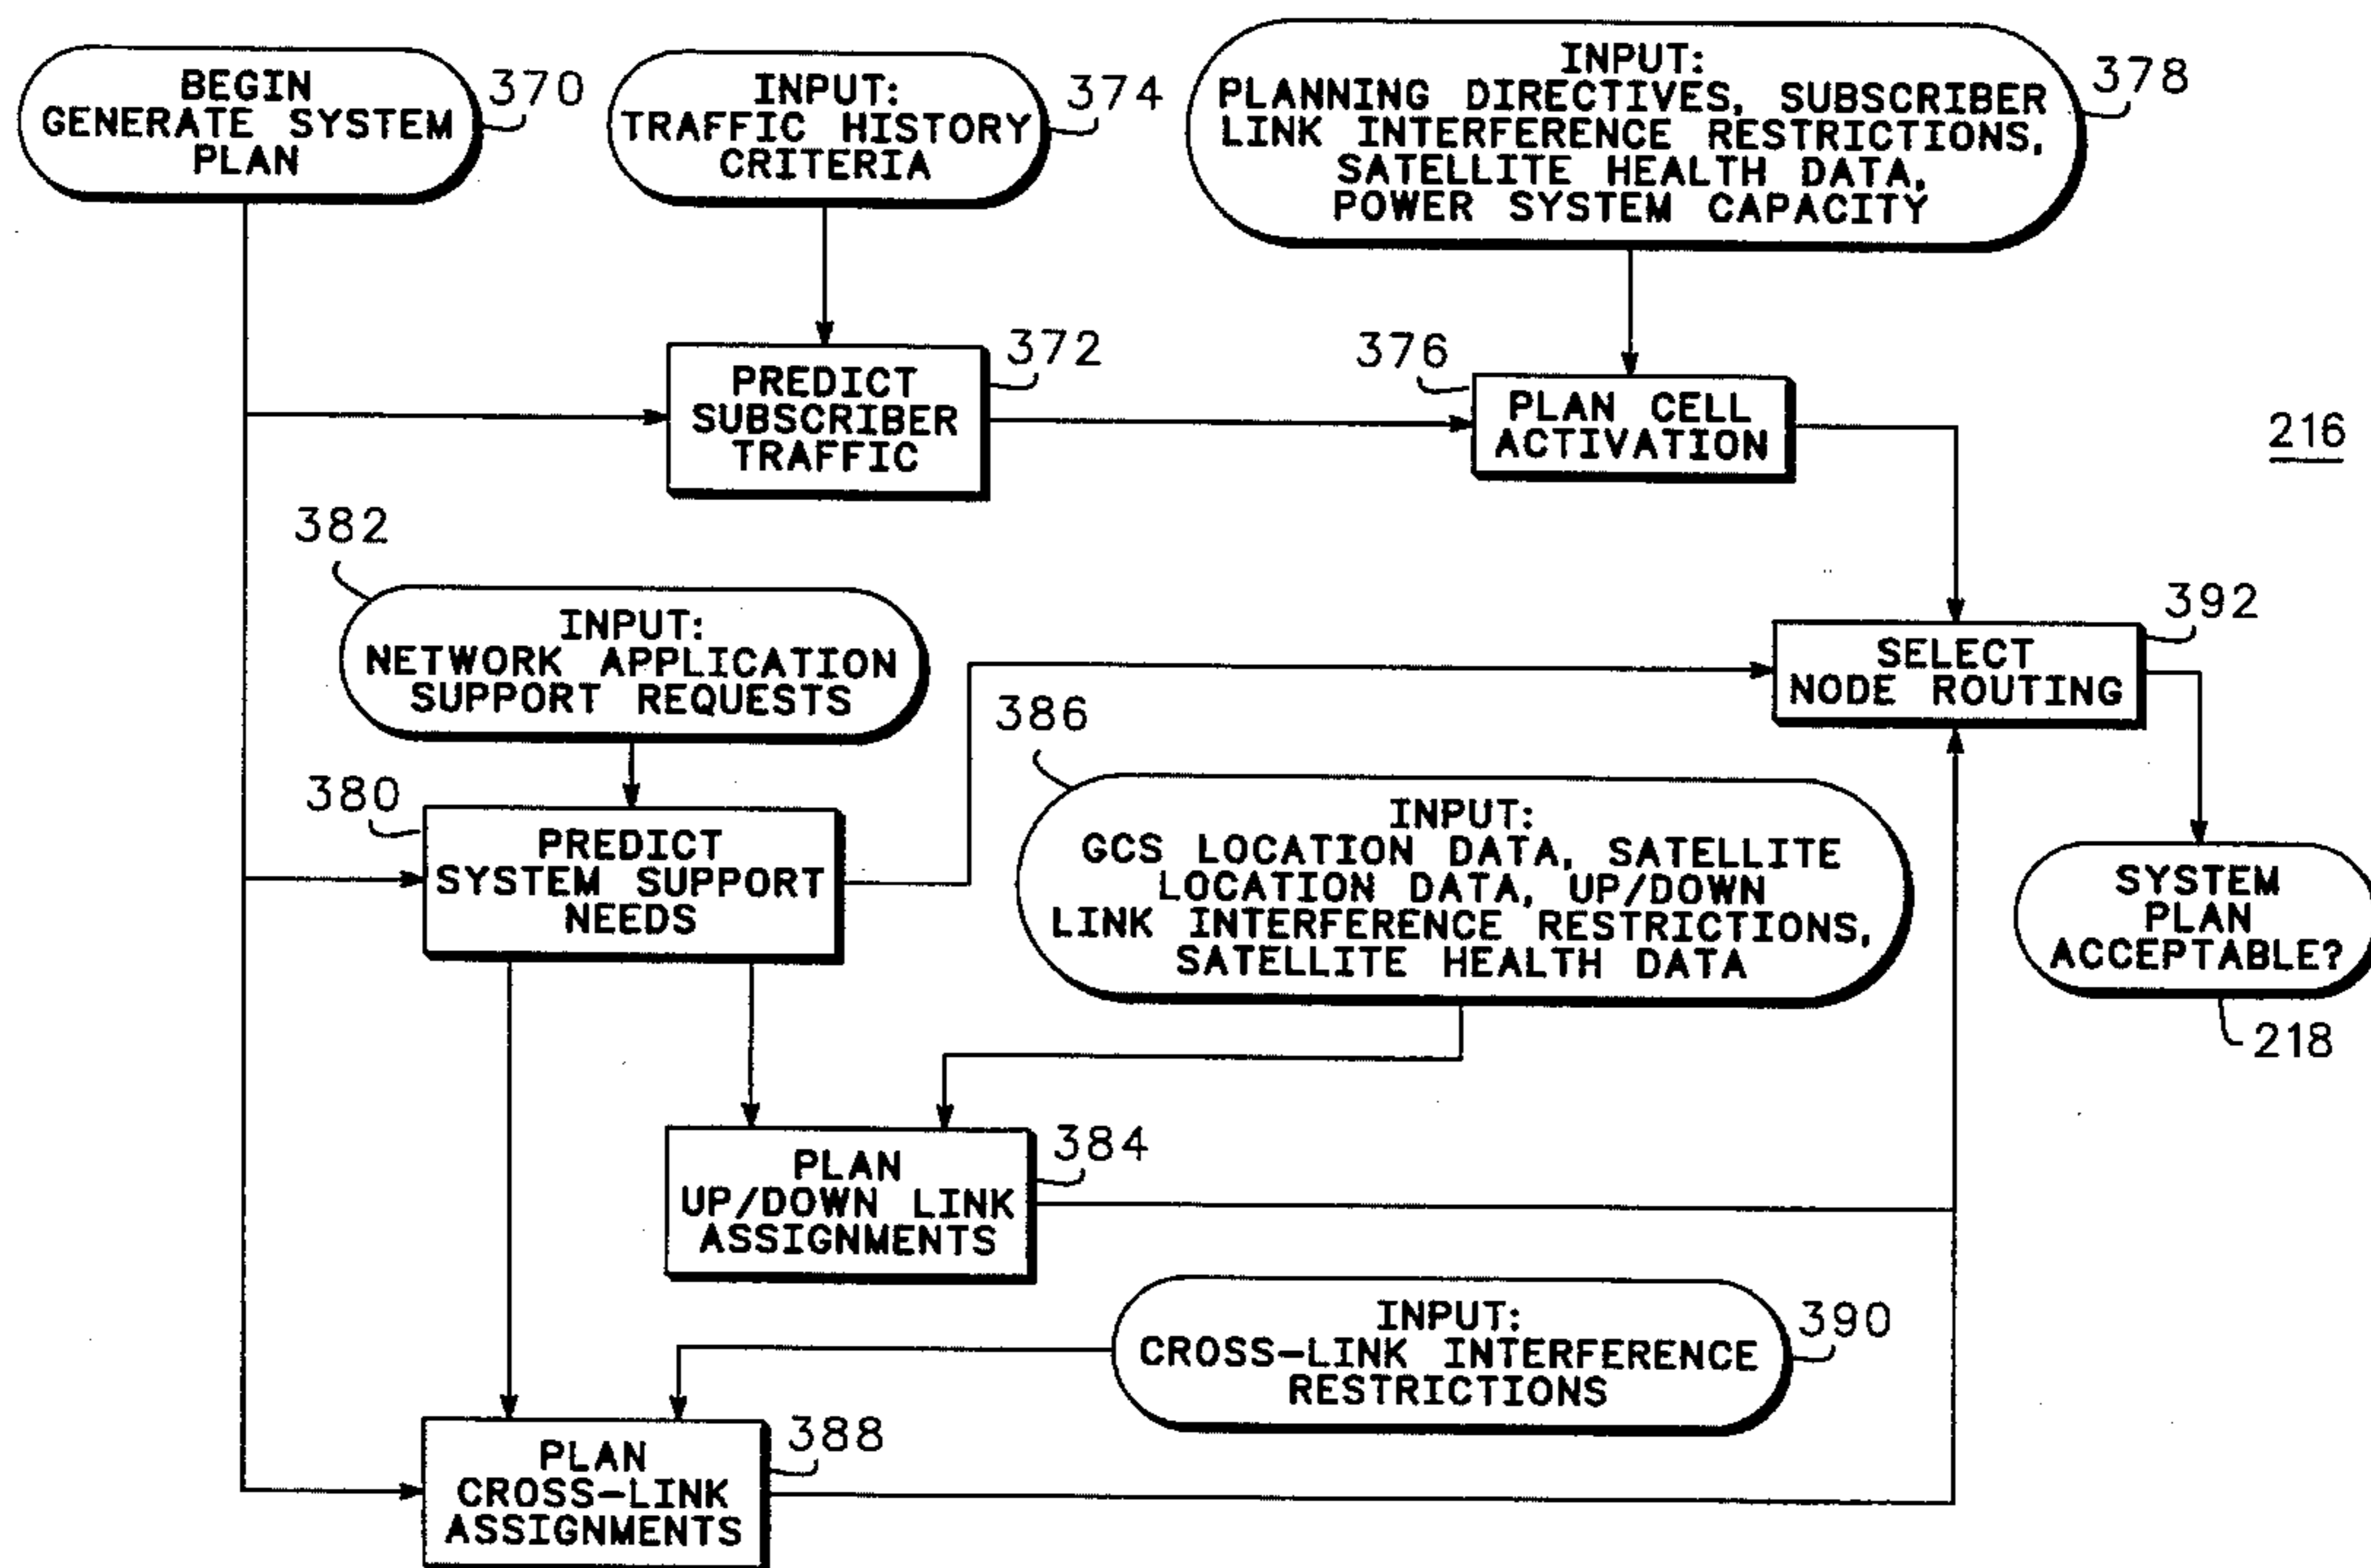 BEGIN
GENERATE SYSTEM
PLAN
370
INPUT:
TRAFFIC HISTORY
CRITERIA
374
INPUT:
PLANNING DIRECTIVES, SUBSCRIBER
LINK INTERFERENCE RESTRICTIONS,
SATELLITE HEALTH DATA,
POWER SYSTEM CAPACITY
378
PREDICT
SUBSCRIBER
TRAFFIC
372
376
PLAN CELL
ACTIVATION
216
382
INPUT:
NETWORK APPLICATION
SUPPORT REQUESTS
392
SELECT
NODE ROUTING
380
PREDICT
SYSTEM SUPPORT
NEEDS
386
INPUT:
GCS LOCATION DATA, SATELLITE
LOCATION DATA, UP/DOWN
LINK INTERFERENCE RESTRICTIONS,
SATELLITE HEALTH DATA
SYSTEM
PLAN
ACCEPTABLE?
218
PLAN
UP/DOWN LINK
ASSIGNMENTS
384
INPUT:
CROSS-LINK INTERFERENCE
RESTRICTIONS
390
PLAN
CROSS-LINK
ASSIGNMENTS
388